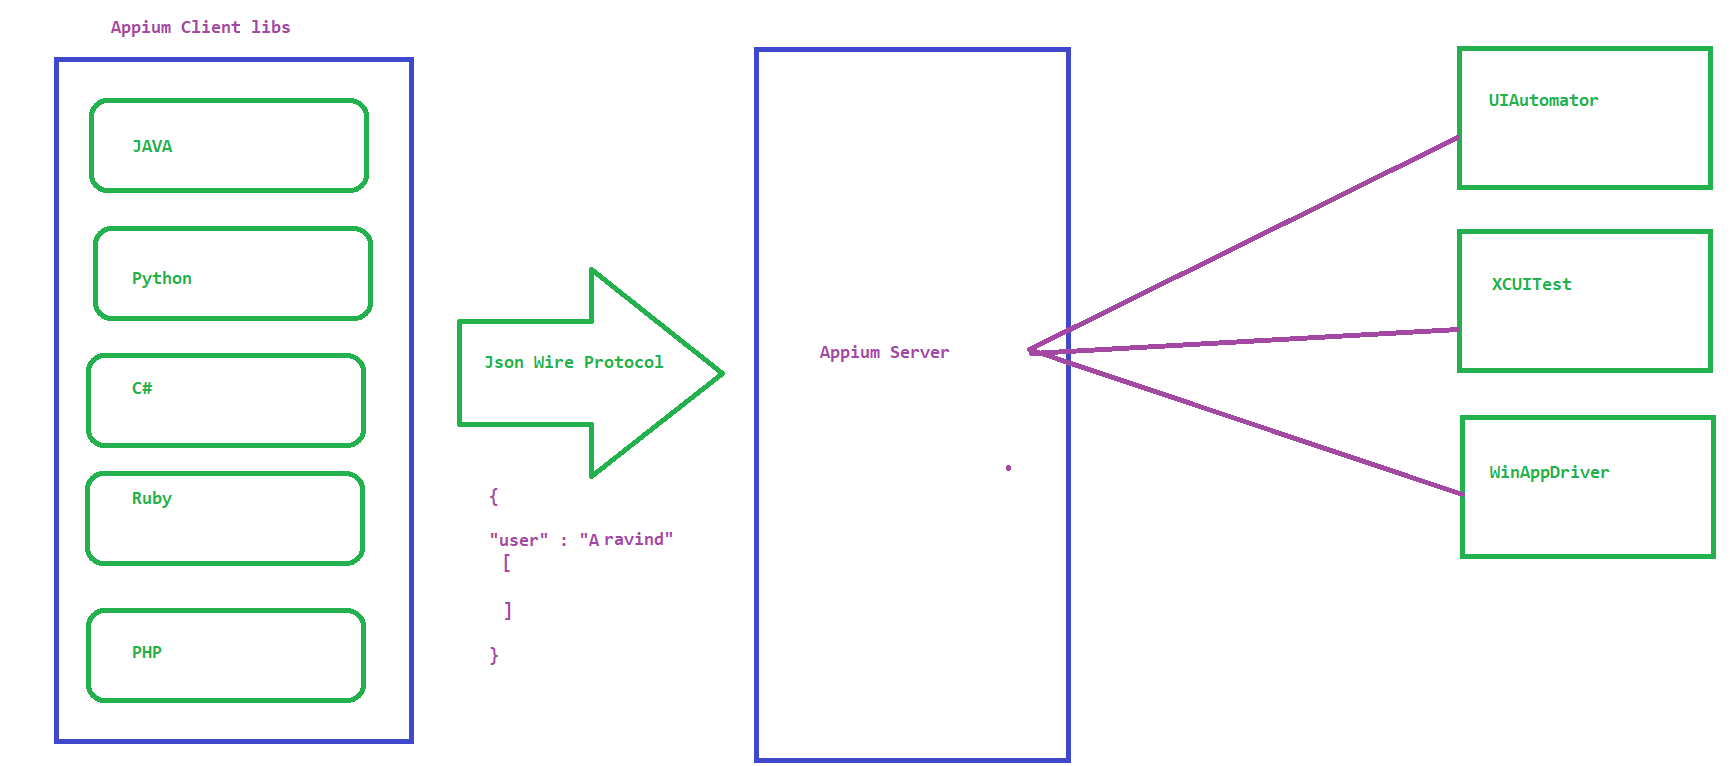 Appium Client libs
JAVA
Python
C#
Ruby
PHP
Json Wire Protocol
{
"user" : "A ravind"
[
]
}
Appium Server
UIAutomator
XCUITest
WinAppDriver